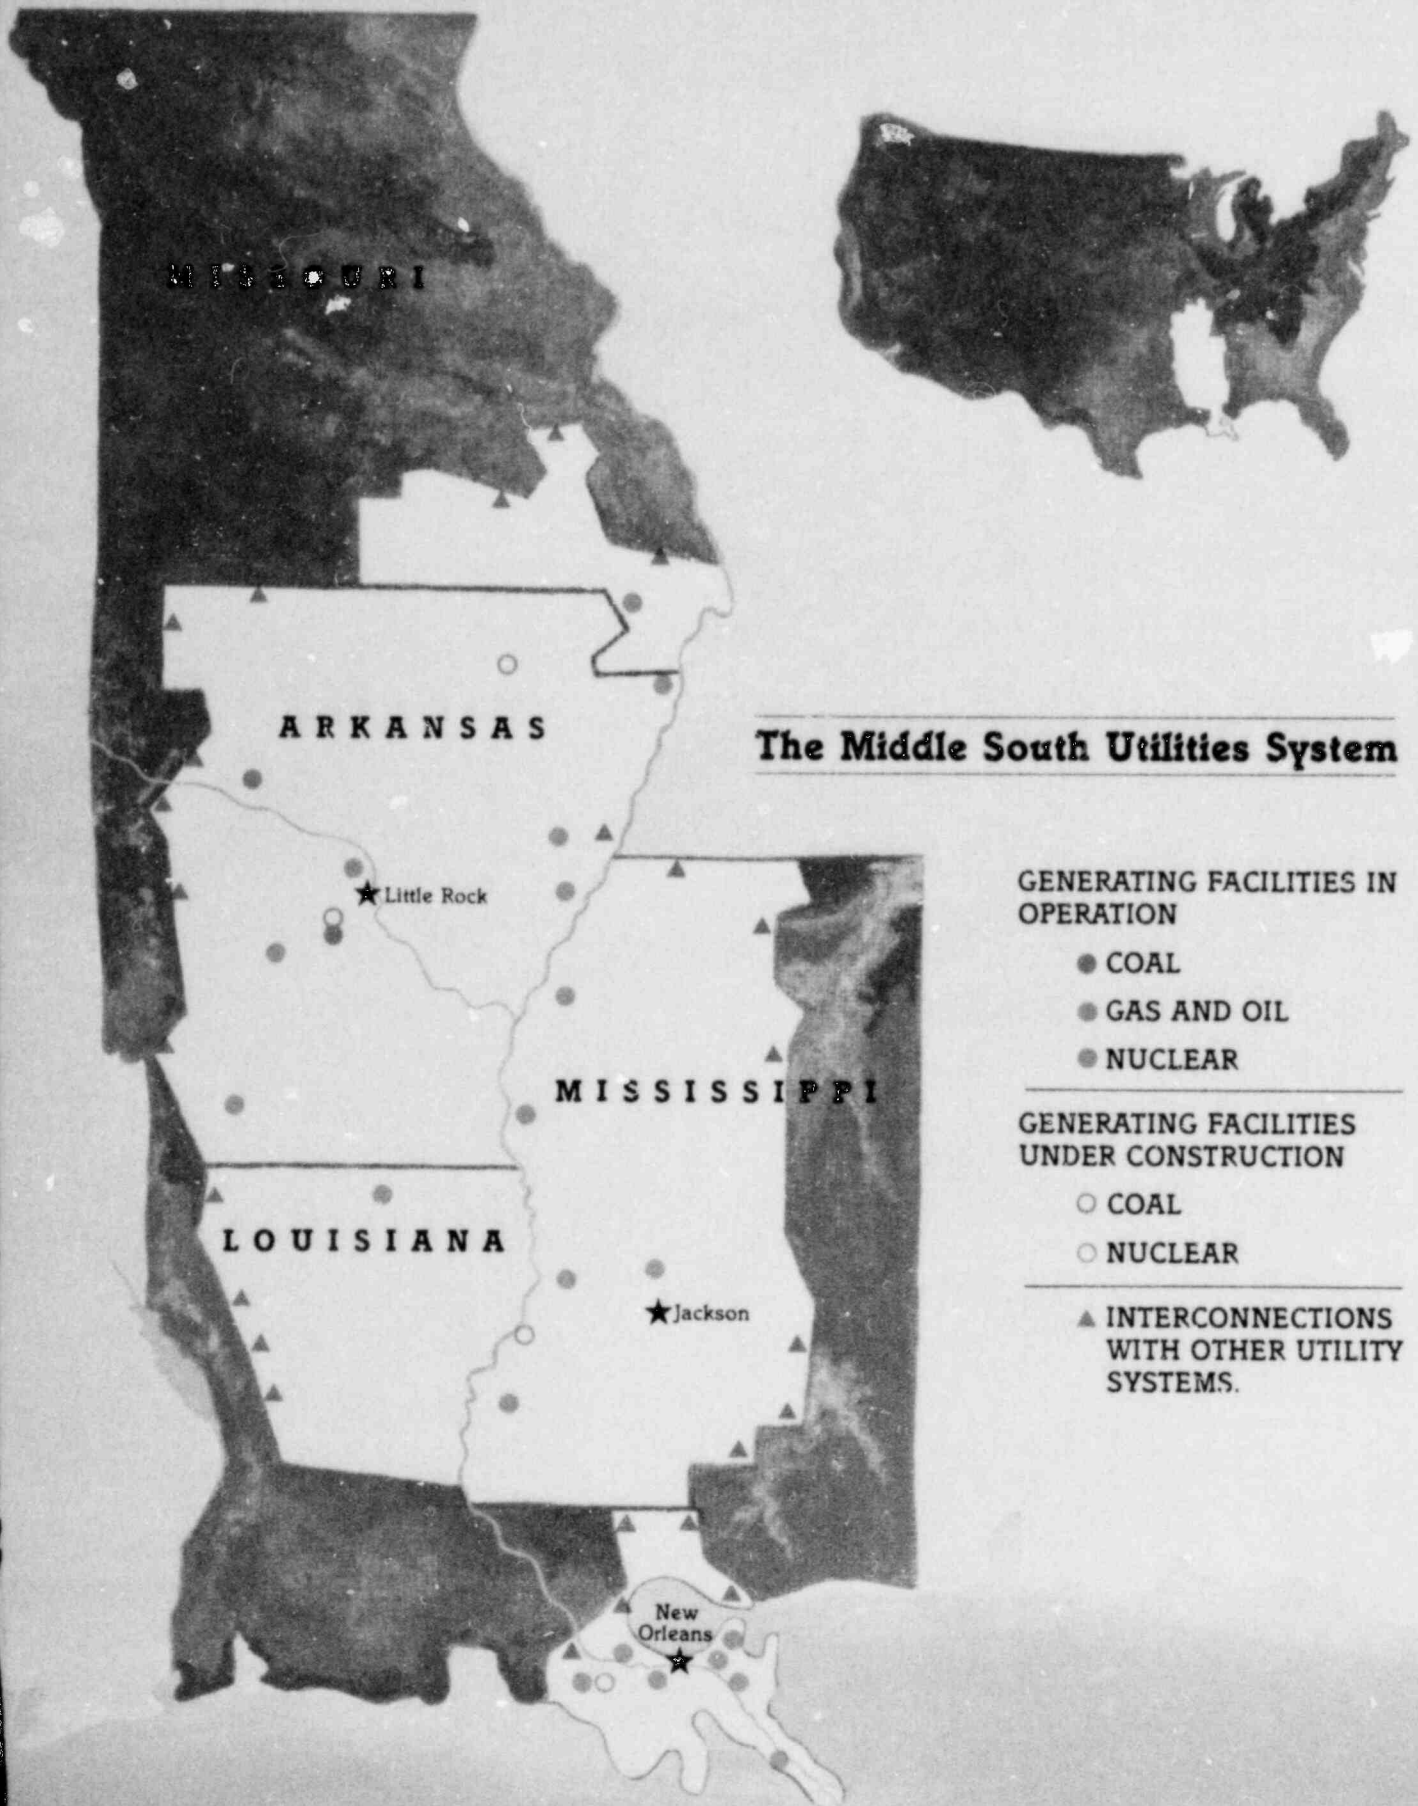 MISSOURI
ARKANSAS
The Middle South Utilities System
Little Rock
GENERATING FACILITIES IN
OPERATION
COAL
GAS AND OIL
NUCLEAR
MISSISSIPPI
GENERATING FACILITIES
UNDER CONSTRUCTION
COAL
NUCLEAR
LOUISIANA
Jackson
INTERCONNECTIONS
WITH OTHER UTILITY
SYSTEMS.
New
Orleans